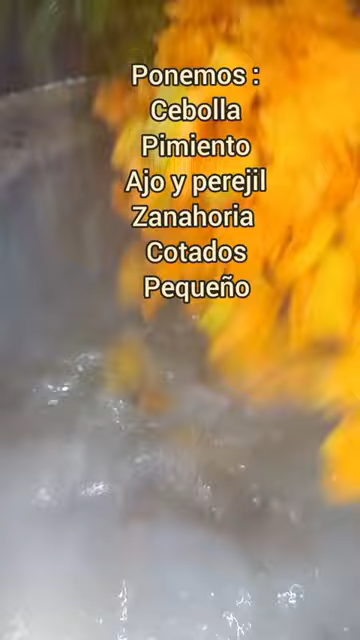 Ponemos :
Cebolla
Pimiento
Ajo y perejil
Zanahoria
Cotados
Pequeño